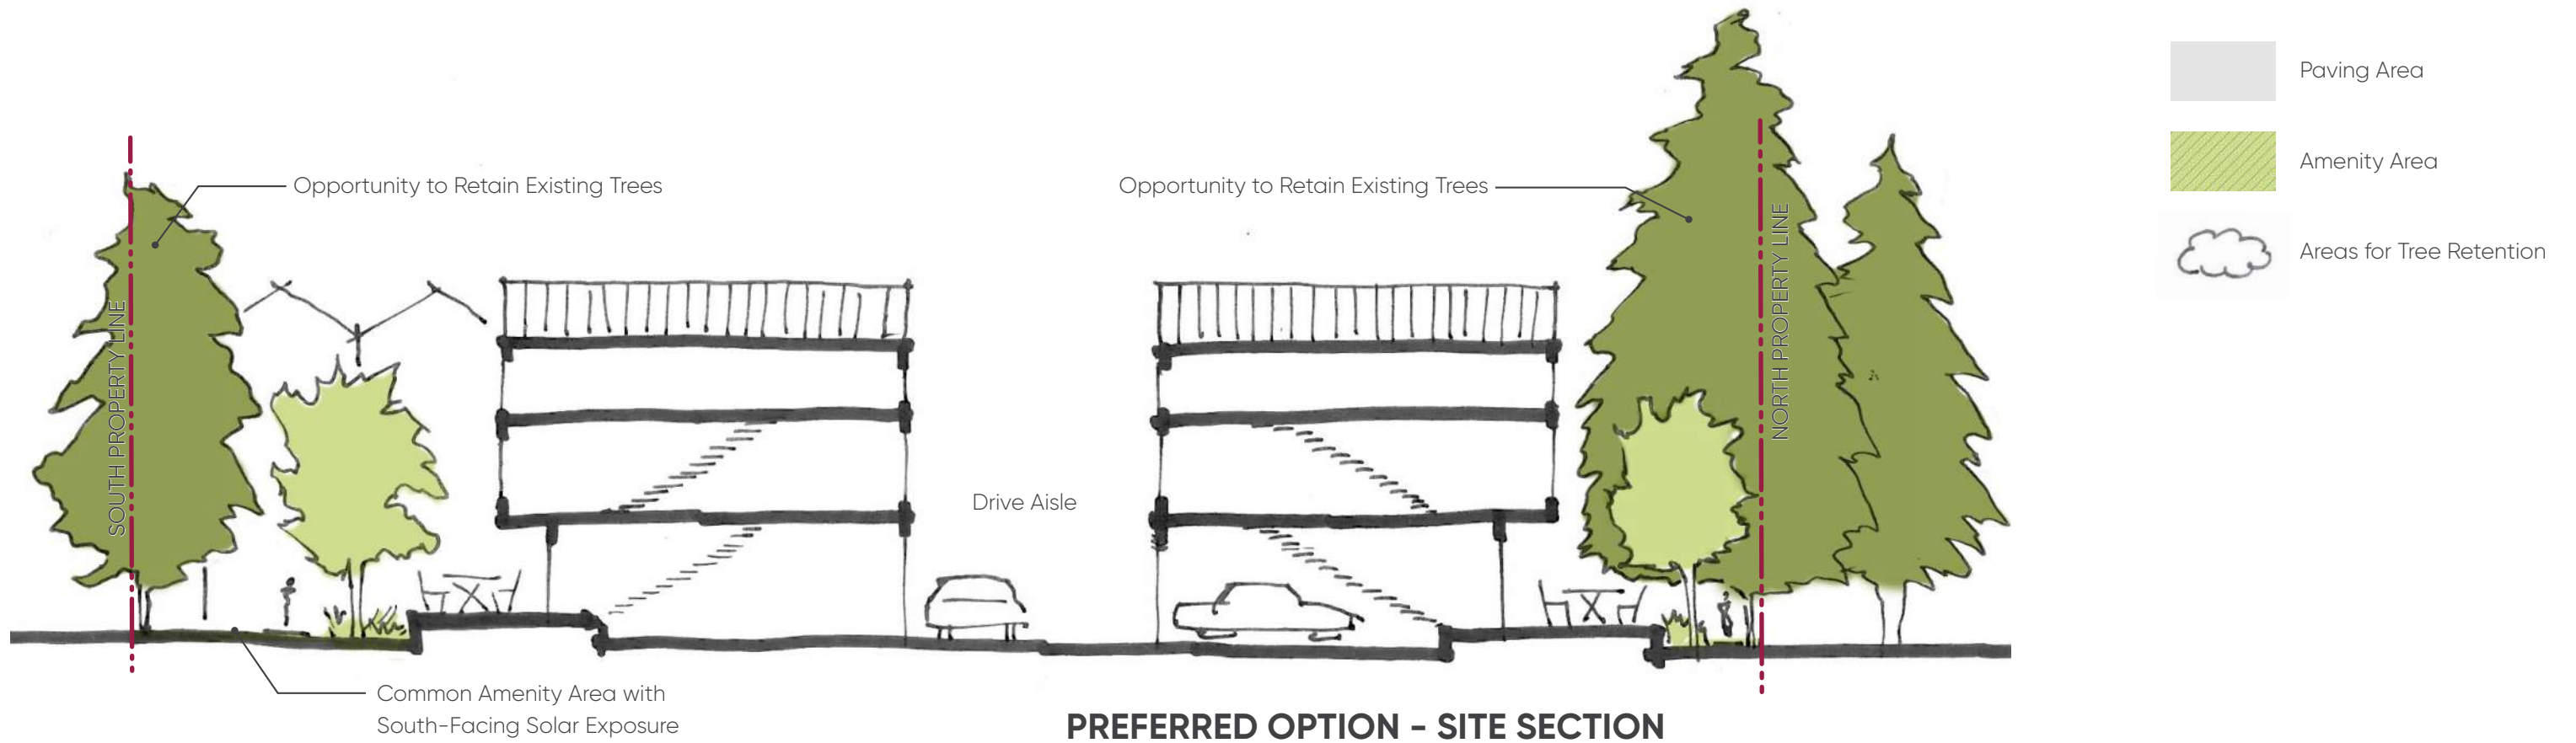 Paving Area
Amenity Area
Areas for Tree Retention
Opportunity to Retain Existing Trees
Opportunity to Retain Existing Trees
SOUTH PROPERTY LINE
NORTH PROPERTY LINE
Drive Aisle
Common Amenity Area with
South-Facing Solar Exposure
PREFERRED OPTION - SITE SECTION